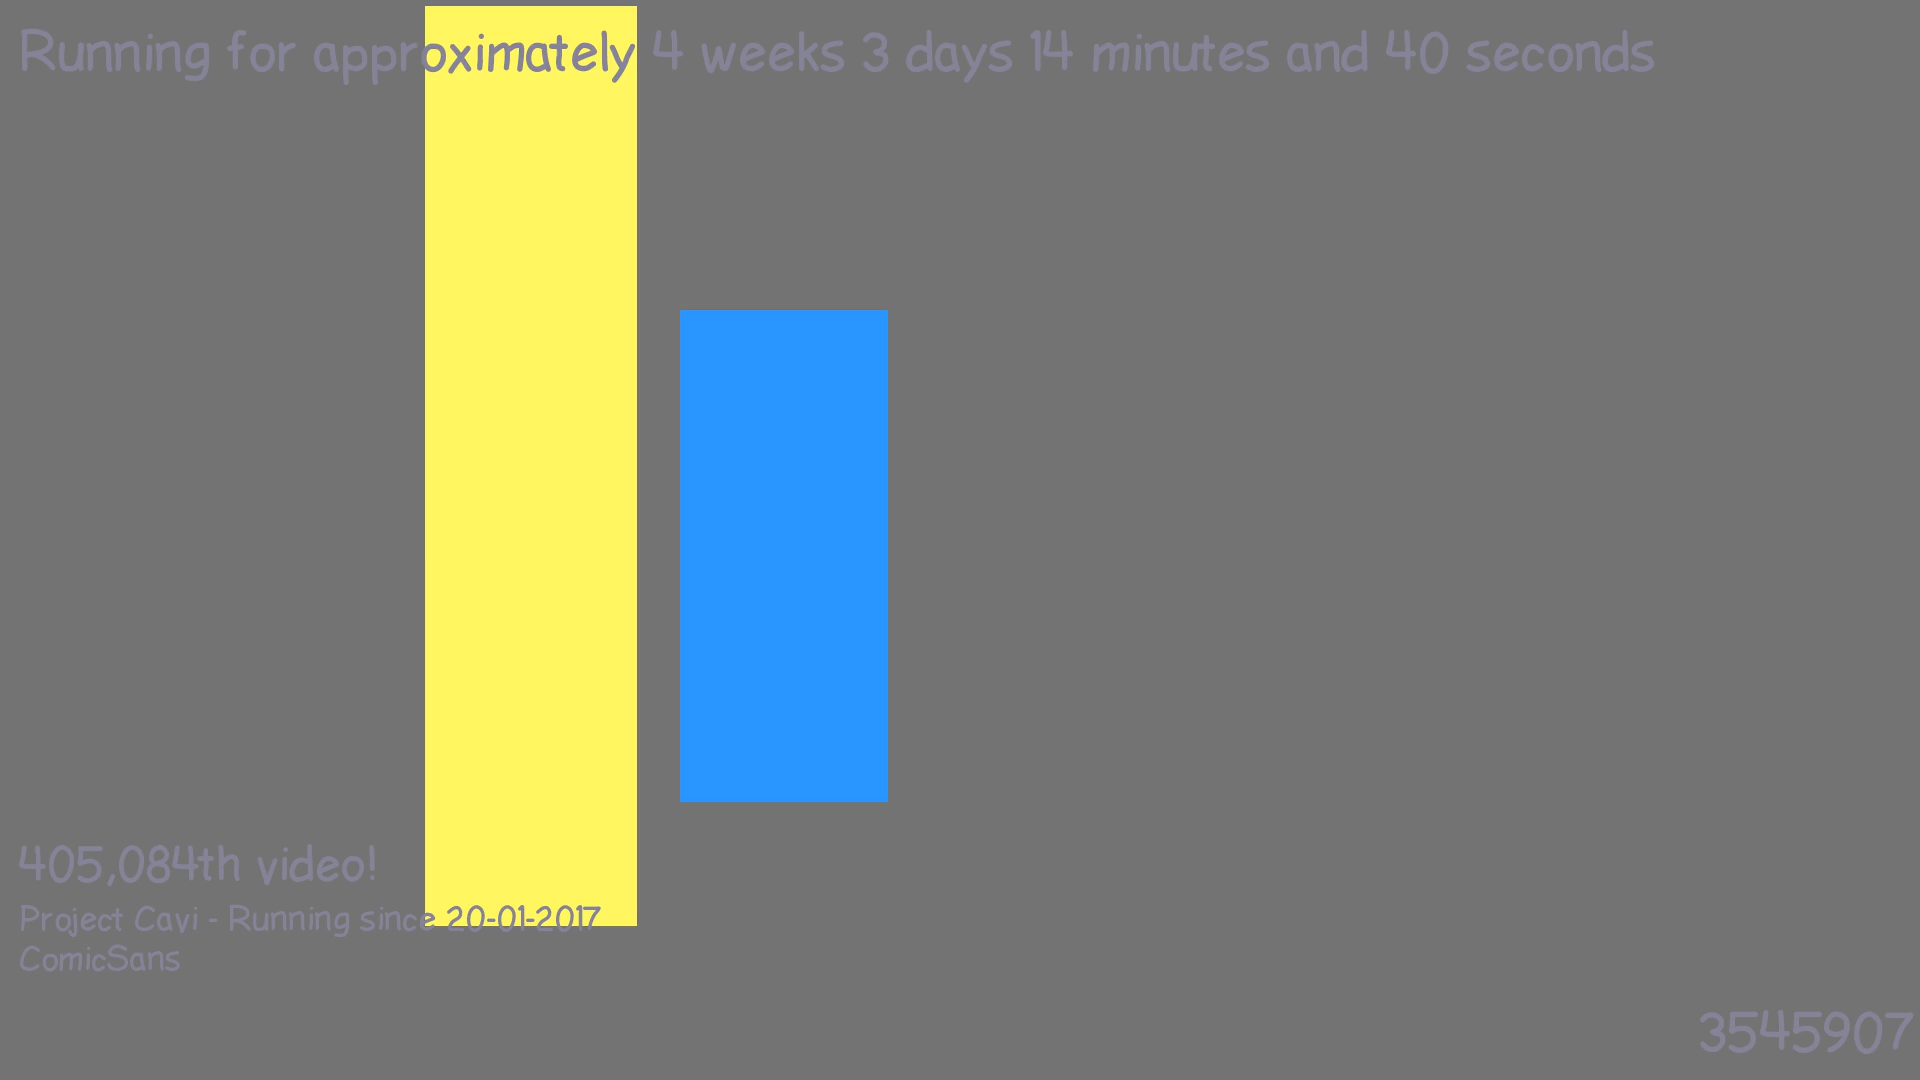 Running for approximately 4 weeks 3 days 14 minutes and 40 seconds
405,084th video!
Project Cavi - Running since 20-01-2017
ComicSans
3545907